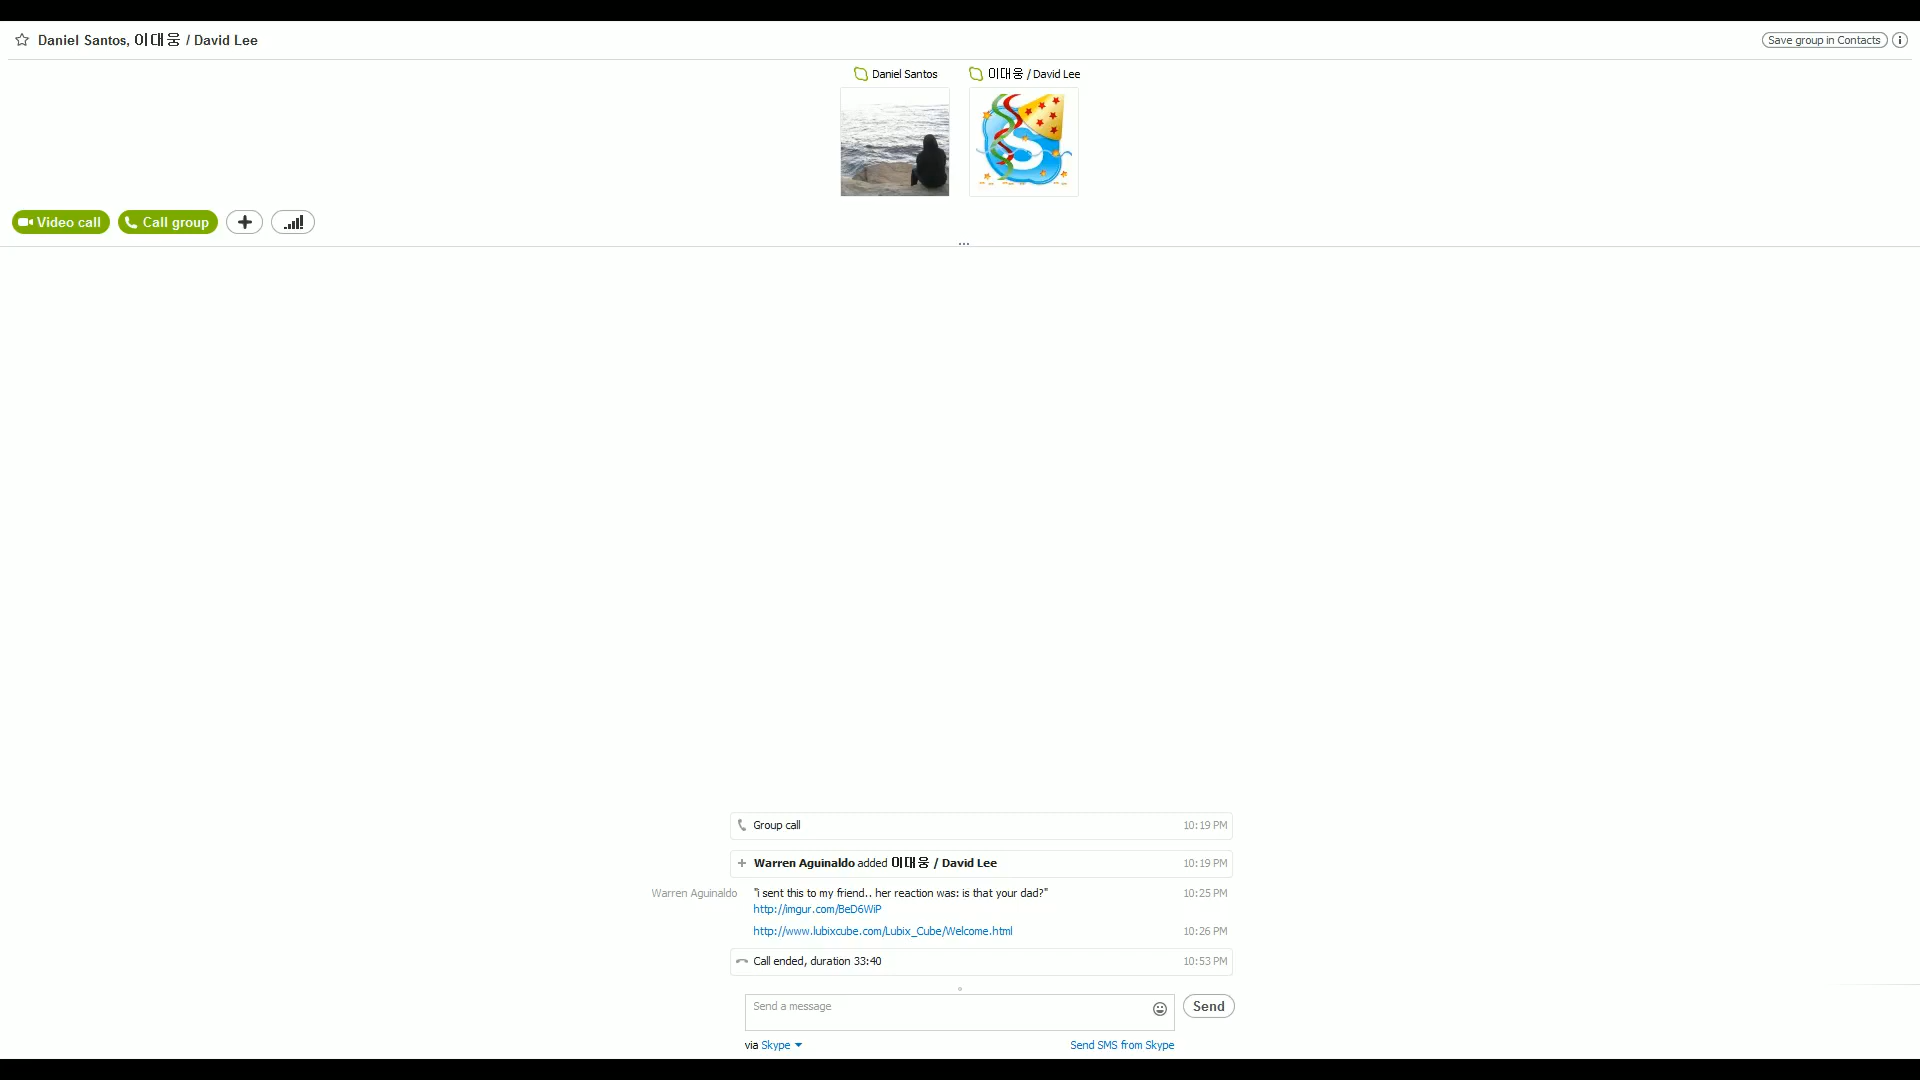 Daniel Santos, 이대웅 / David Lee
Save group in Contacts
Daniel Santos
이대웅 / David Lee
Video call
Call group
Group call 10:19 PM
Warren Aguinaldo added 이대웅 / David Lee 10:19 PM
Warren Aguinaldo "i sent this to my friend.. her reaction was: is that your dad?" 10:25 PM
http://imgur.com/BeD6WiP
http://www.lubixcube.com/Lubix_Cube/Welcome.html 10:26 PM
Call ended, duration 33:40 10:53 PM
Send a message
Send
via Skype
Send SMS from Skype